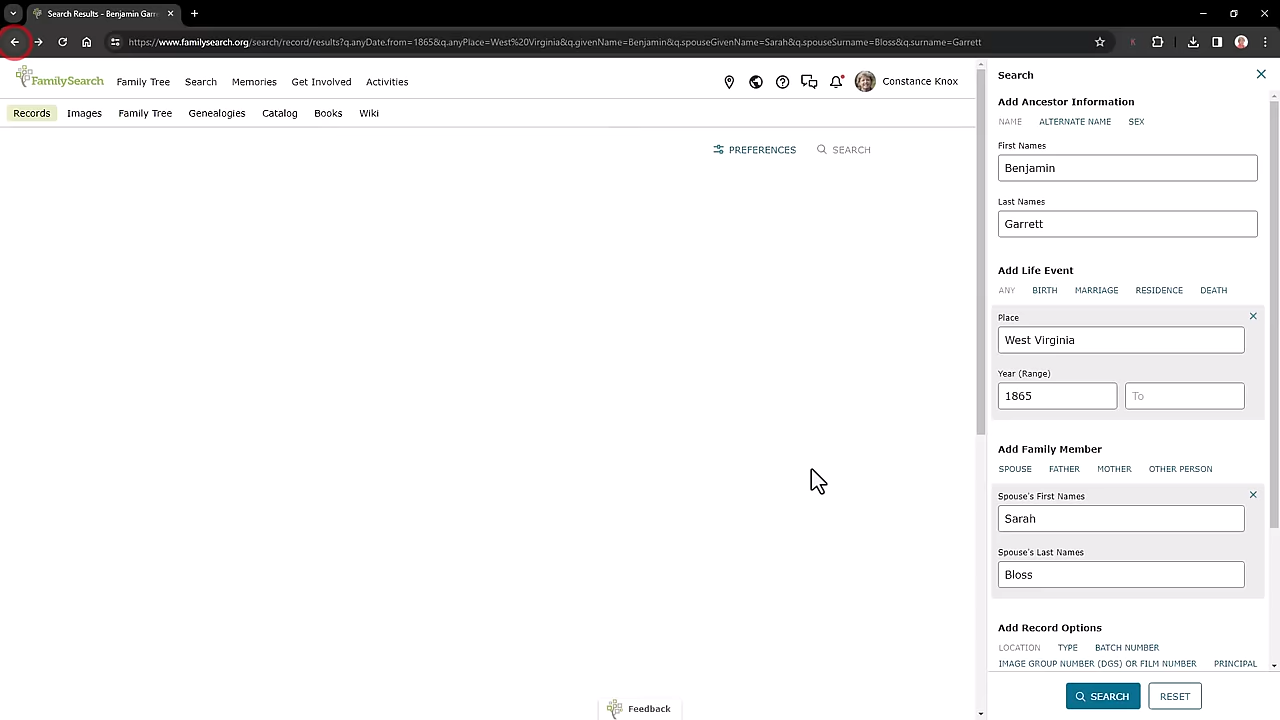 Search Results - Benjamin Garr
https://www.familysearch.org/search/record/results?q.anyDate.from=1865&q.anyPlace=West%20Virginia&q.givenName=Benjamin&q.spouseGivenName=Sarah&q.spouseSurname=Bloss&q.surname=Garrett
FamilySearch Family Tree Search Memories Get Involved Activities Constance Knox
Records Images Family Tree Genealogies Catalog Books Wiki
PREFERENCES SEARCH
Search
Add Ancestor Information
NAME ALTERNATE NAME SEX
First Names
Benjamin
Last Names
Garrett
Add Life Event
ANY BIRTH MARRIAGE RESIDENCE DEATH
Place
West Virginia
Year (Range)
1865 To
Add Family Member
SPOUSE FATHER MOTHER OTHER PERSON
Spouse's First Names
Sarah
Spouse's Last Names
Bloss
Add Record Options
LOCATION TYPE BATCH NUMBER
IMAGE GROUP NUMBER (DGS) OR FILM NUMBER PRINCIPAL
SEARCH RESET
Feedback